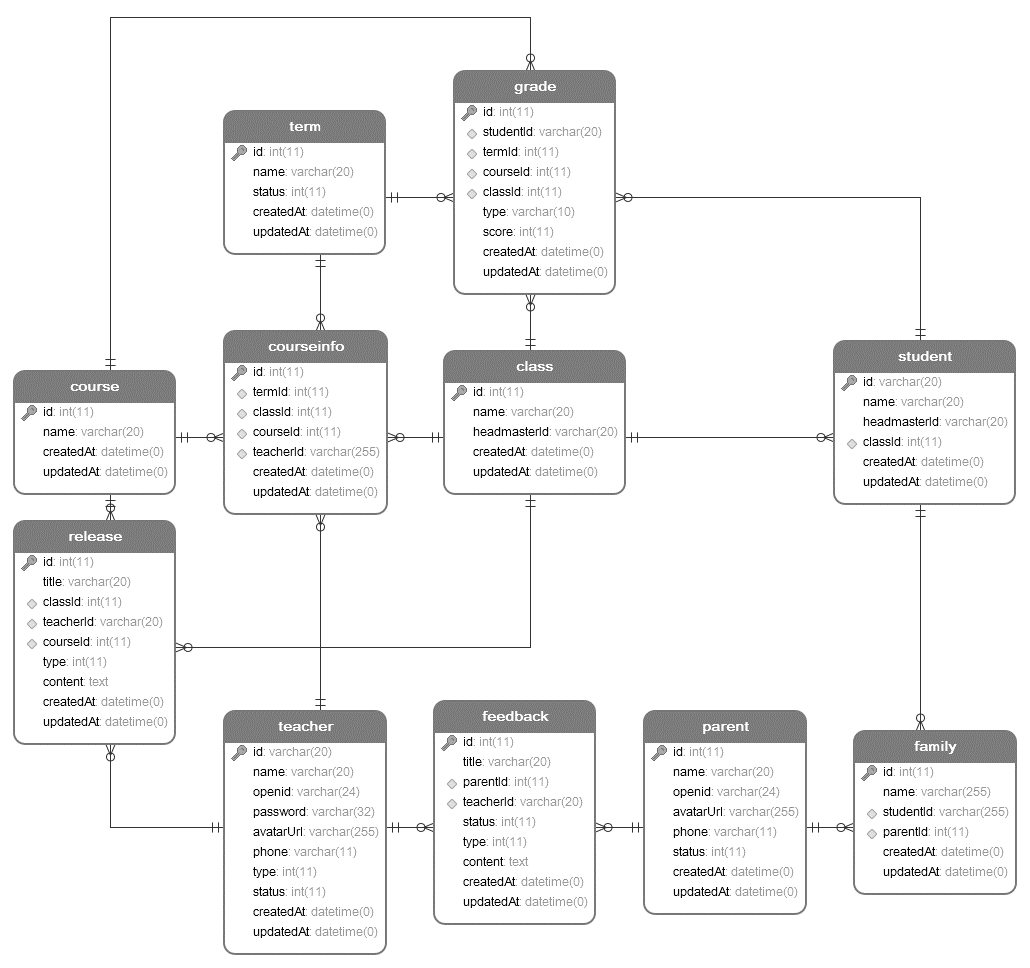 grade
id: int(11)
studentId: varchar(20)
termId: int(11)
courseId: int(11)
classId: int(11)
type: varchar(10)
score: int(11)
createdAt: datetime(0)
updatedAt: datetime(0)
term
id: int(11)
name: varchar(20)
status: int(11)
createdAt: datetime(0)
updatedAt: datetime(0)
courseinfo
id: int(11)
termId: int(11)
classId: int(11)
courseId: int(11)
teacherId: varchar(255)
createdAt: datetime(0)
updatedAt: datetime(0)
class
id: int(11)
name: varchar(20)
headmasterId: varchar(20)
createdAt: datetime(0)
updatedAt: datetime(0)
student
id: varchar(20)
name: varchar(20)
headmasterId: varchar(20)
classId: int(11)
createdAt: datetime(0)
updatedAt: datetime(0)
course
id: int(11)
name: varchar(20)
createdAt: datetime(0)
updatedAt: datetime(0)
release
id: int(11)
title: varchar(20)
classId: int(11)
teacherId: varchar(20)
courseId: int(11)
type: int(11)
content: text
createdAt: datetime(0)
updatedAt: datetime(0)
teacher
id: varchar(20)
name: varchar(20)
openid: varchar(24)
password: varchar(32)
avatarUrl: varchar(255)
phone: varchar(11)
type: int(11)
status: int(11)
createdAt: datetime(0)
updatedAt: datetime(0)
feedback
id: int(11)
title: varchar(20)
parentId: int(11)
teacherId: varchar(20)
status: int(11)
type: int(11)
content: text
createdAt: datetime(0)
updatedAt: datetime(0)
parent
id: int(11)
name: varchar(20)
openid: varchar(24)
avatarUrl: varchar(255)
phone: varchar(11)
status: int(11)
createdAt: datetime(0)
updatedAt: datetime(0)
family
id: int(11)
name: varchar(255)
studentId: varchar(255)
parentId: int(11)
createdAt: datetime(0)
updatedAt: datetime(0)